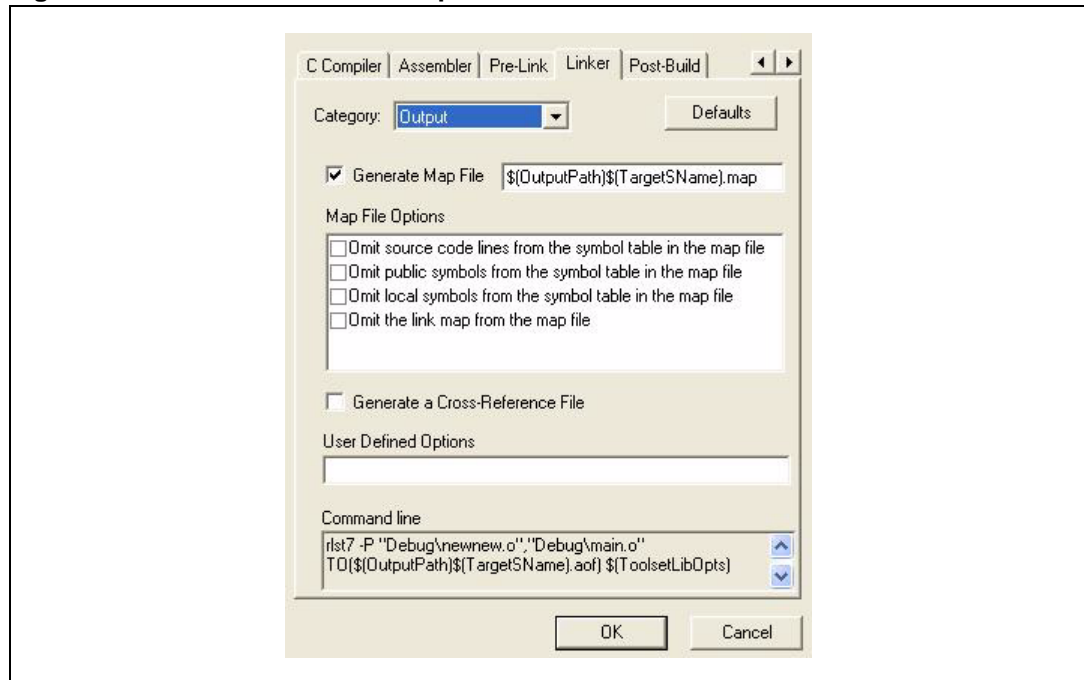 C Compiler Assembler Pre-Link Linker Post-Build
Category: Output Defaults
Generate Map File $(OutputPath)$(TargetSName).map
Map File Options
Omit source code lines from the symbol table in the map file
Omit public symbols from the symbol table in the map file
Omit local symbols from the symbol table in the map file
Omit the link map from the map file
Generate a Cross-Reference File
User Defined Options
Command line
rlst7 -P "Debug\newnew.o","Debug\main.o"
TO($(OutputPath)$(TargetSName).aof) $(ToolsetLibOpts)
OK Cancel